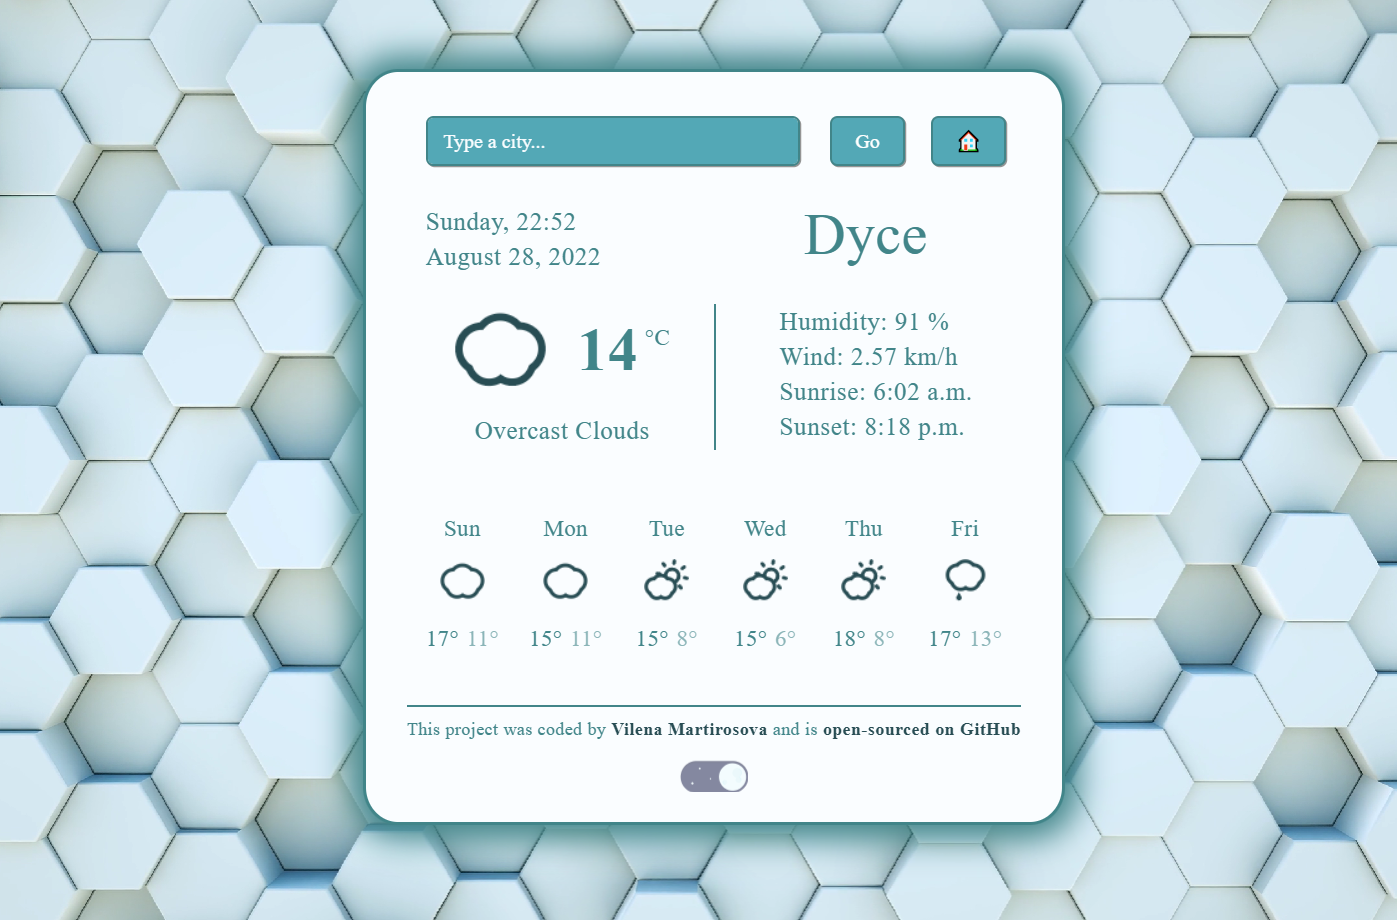 Type a city...
Go
Sunday, 22:52
August 28, 2022
Dyce
14 °C
Overcast Clouds
Humidity: 91 %
Wind: 2.57 km/h
Sunrise: 6:02 a.m.
Sunset: 8:18 p.m.
Sun Mon Tue Wed Thu Fri
17° 11° 15° 11° 15° 8° 15° 6° 18° 8° 17° 13°
This project was coded by Vilena Martirosova and is open-sourced on GitHub